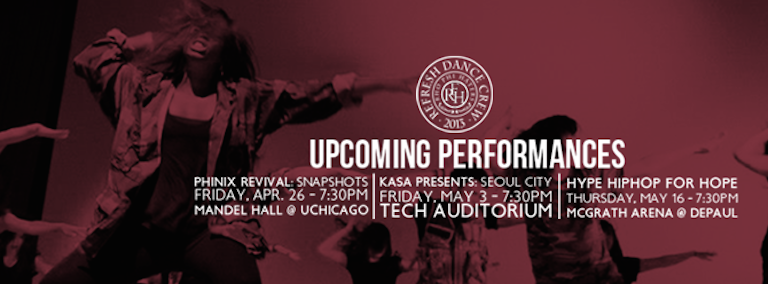 REFRESH DANCE CREW
· 2013 ·
RFSH
UPCOMING PERFORMANCES
PHINIX REVIVAL: SNAPSHOTS
FRIDAY, APR. 26 - 7:30PM
MANDEL HALL @ UCHICAGO
KASA PRESENTS: SEOUL CITY
FRIDAY, MAY 3 - 7:30PM
TECH AUDITORIUM
HYPE HIPHOP FOR HOPE
THURSDAY, MAY 16 - 7:30PM
MCGRATH ARENA @ DEPAUL